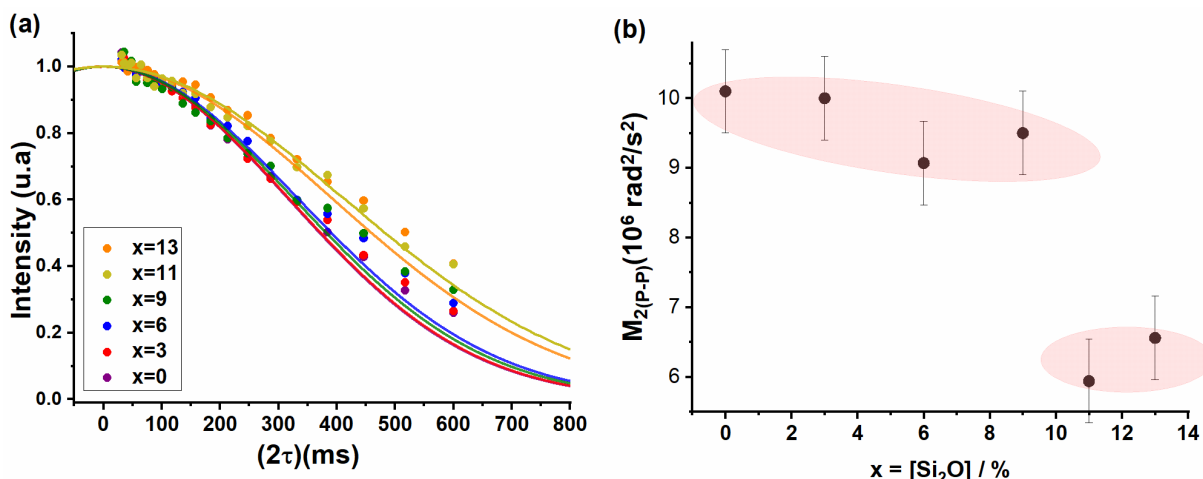 (a)
Intensity (u.a)
1.0
0.8
0.6
0.4
0.2
0.0
x=13
x=11
x=9
x=6
x=3
x=0
0 100 200 300 400 500 600 700 800
(2τ)(ms)
(b)
M₂₍P-P₎(10⁶ rad²/s²)
10
9
8
7
6
0 2 4 6 8 10 12 14
x = [Si₂O] / %